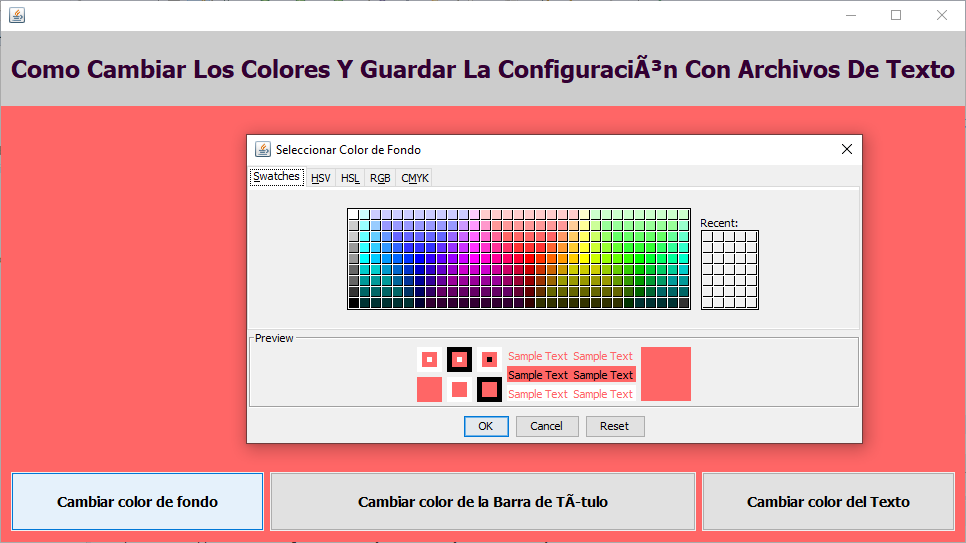 Como Cambiar Los Colores Y Guardar La ConfiguraciÃ³n Con Archivos De Texto
Seleccionar Color de Fondo
Swatches HSV HSL RGB CMYK
Recent:
Preview
Sample Text Sample Text
Sample Text Sample Text
Sample Text Sample Text
OK Cancel Reset
Cambiar color de fondo Cambiar color de la Barra de TÃ-tulo Cambiar color del Texto